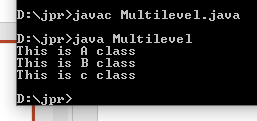 D:\jpr>javac Multilevel.java
D:\jpr>java Multilevel
This is A class
This is B class
This is c class
D:\jpr>